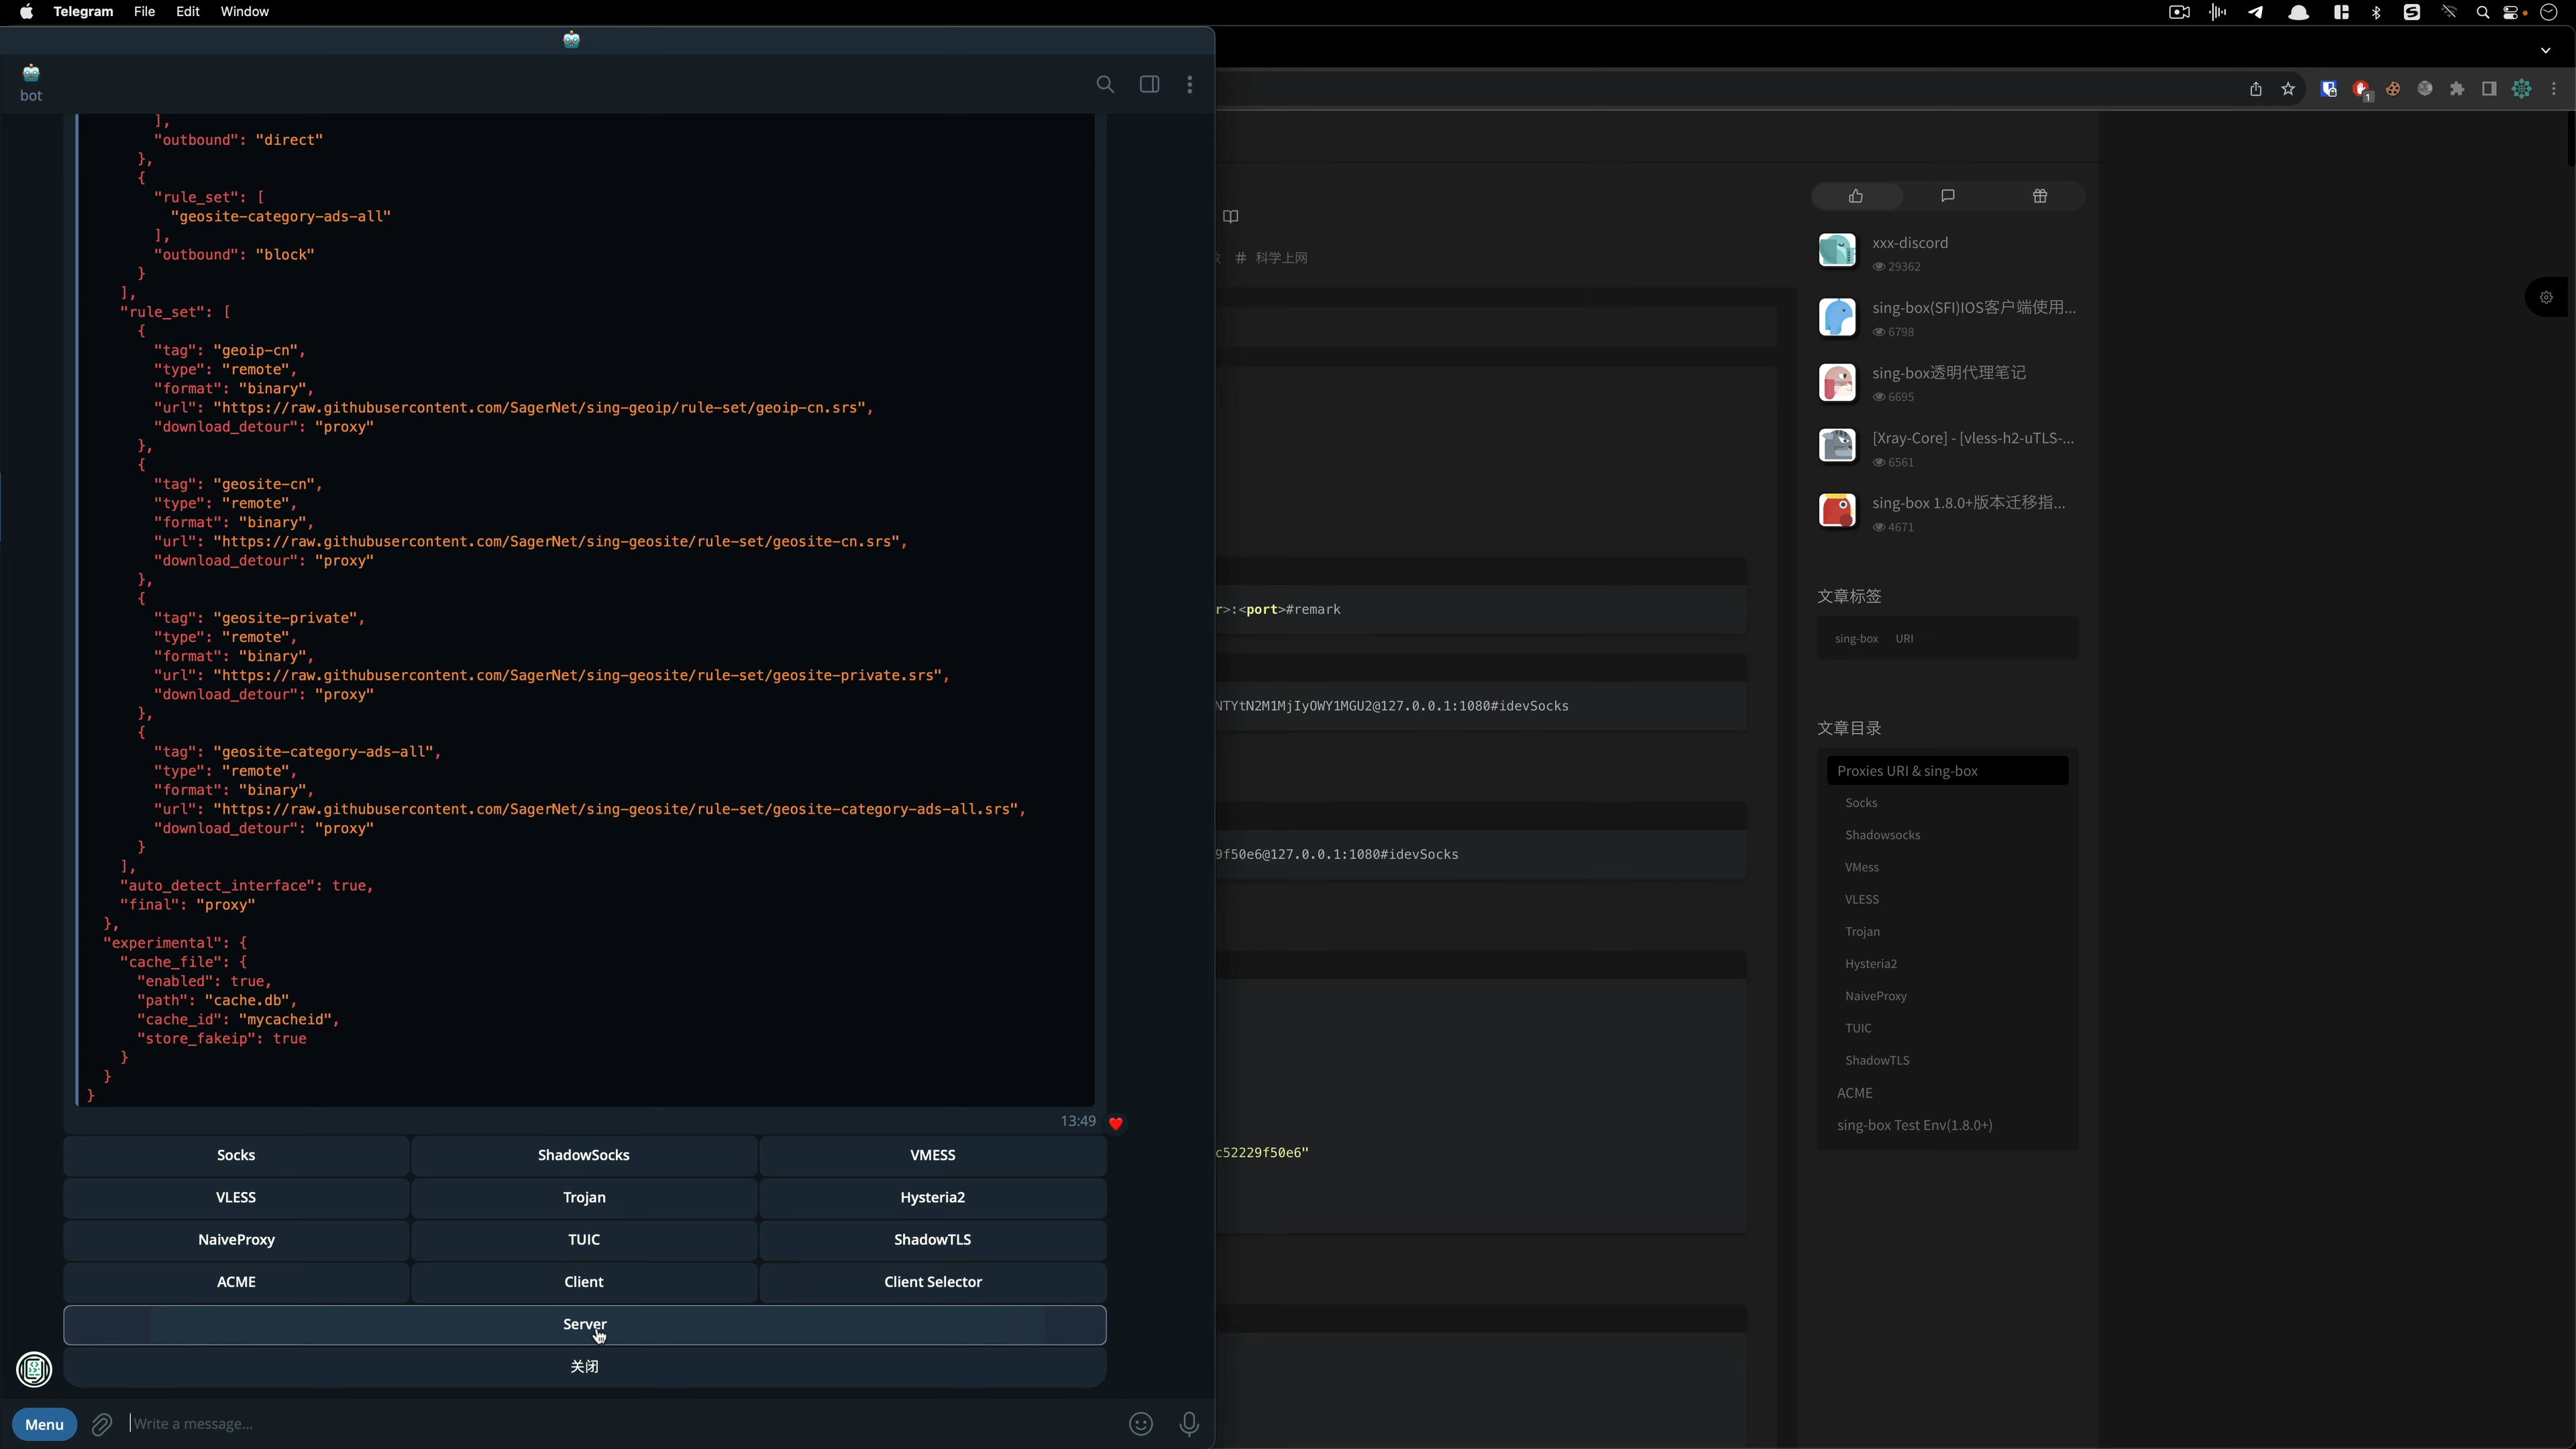 Telegram File Edit Window
bot
],
"outbound": "direct"
},
{
"rule_set": [
"geosite-category-ads-all"
],
"outbound": "block"
}
],
"rule_set": [
{
"tag": "geoip-cn",
"type": "remote",
"format": "binary",
"url": "https://raw.githubusercontent.com/SagerNet/sing-geoip/rule-set/geoip-cn.srs",
"download_detour": "proxy"
},
{
"tag": "geosite-cn",
"type": "remote",
"format": "binary",
"url": "https://raw.githubusercontent.com/SagerNet/sing-geosite/rule-set/geosite-cn.srs",
"download_detour": "proxy"
},
{
"tag": "geosite-private",
"type": "remote",
"format": "binary",
"url": "https://raw.githubusercontent.com/SagerNet/sing-geosite/rule-set/geosite-private.srs",
"download_detour": "proxy"
},
{
"tag": "geosite-category-ads-all",
"type": "remote",
"format": "binary",
"url": "https://raw.githubusercontent.com/SagerNet/sing-geosite/rule-set/geosite-category-ads-all.srs",
"download_detour": "proxy"
}
],
"auto_detect_interface": true,
"final": "proxy"
},
"experimental": {
"cache_file": {
"enabled": true,
"path": "cache.db",
"cache_id": "mycacheid",
"store_fakeip": true
}
}
}
13:49
Socks ShadowSocks VMESS
VLESS Trojan Hysteria2
NaiveProxy TUIC ShadowTLS
ACME Client Client Selector
Server
关闭
Menu Write a message...
1
# 科学上网
r>:<port>#remark
NTYtN2M1MjIyOWY1MGU2@127.0.0.1:1080#idevSocks
9f50e6@127.0.0.1:1080#idevSocks
c52229f50e6"
xxx-discord
29362
sing-box(SFI)IOS客户端使用...
6798
sing-box透明代理笔记
6695
[Xray-Core] - [vless-h2-uTLS-...
6561
sing-box 1.8.0+版本迁移指...
4671
文章标签
sing-box URI
文章目录
Proxies URI & sing-box
Socks
Shadowsocks
VMess
VLESS
Trojan
Hysteria2
NaiveProxy
TUIC
ShadowTLS
ACME
sing-box Test Env(1.8.0+)